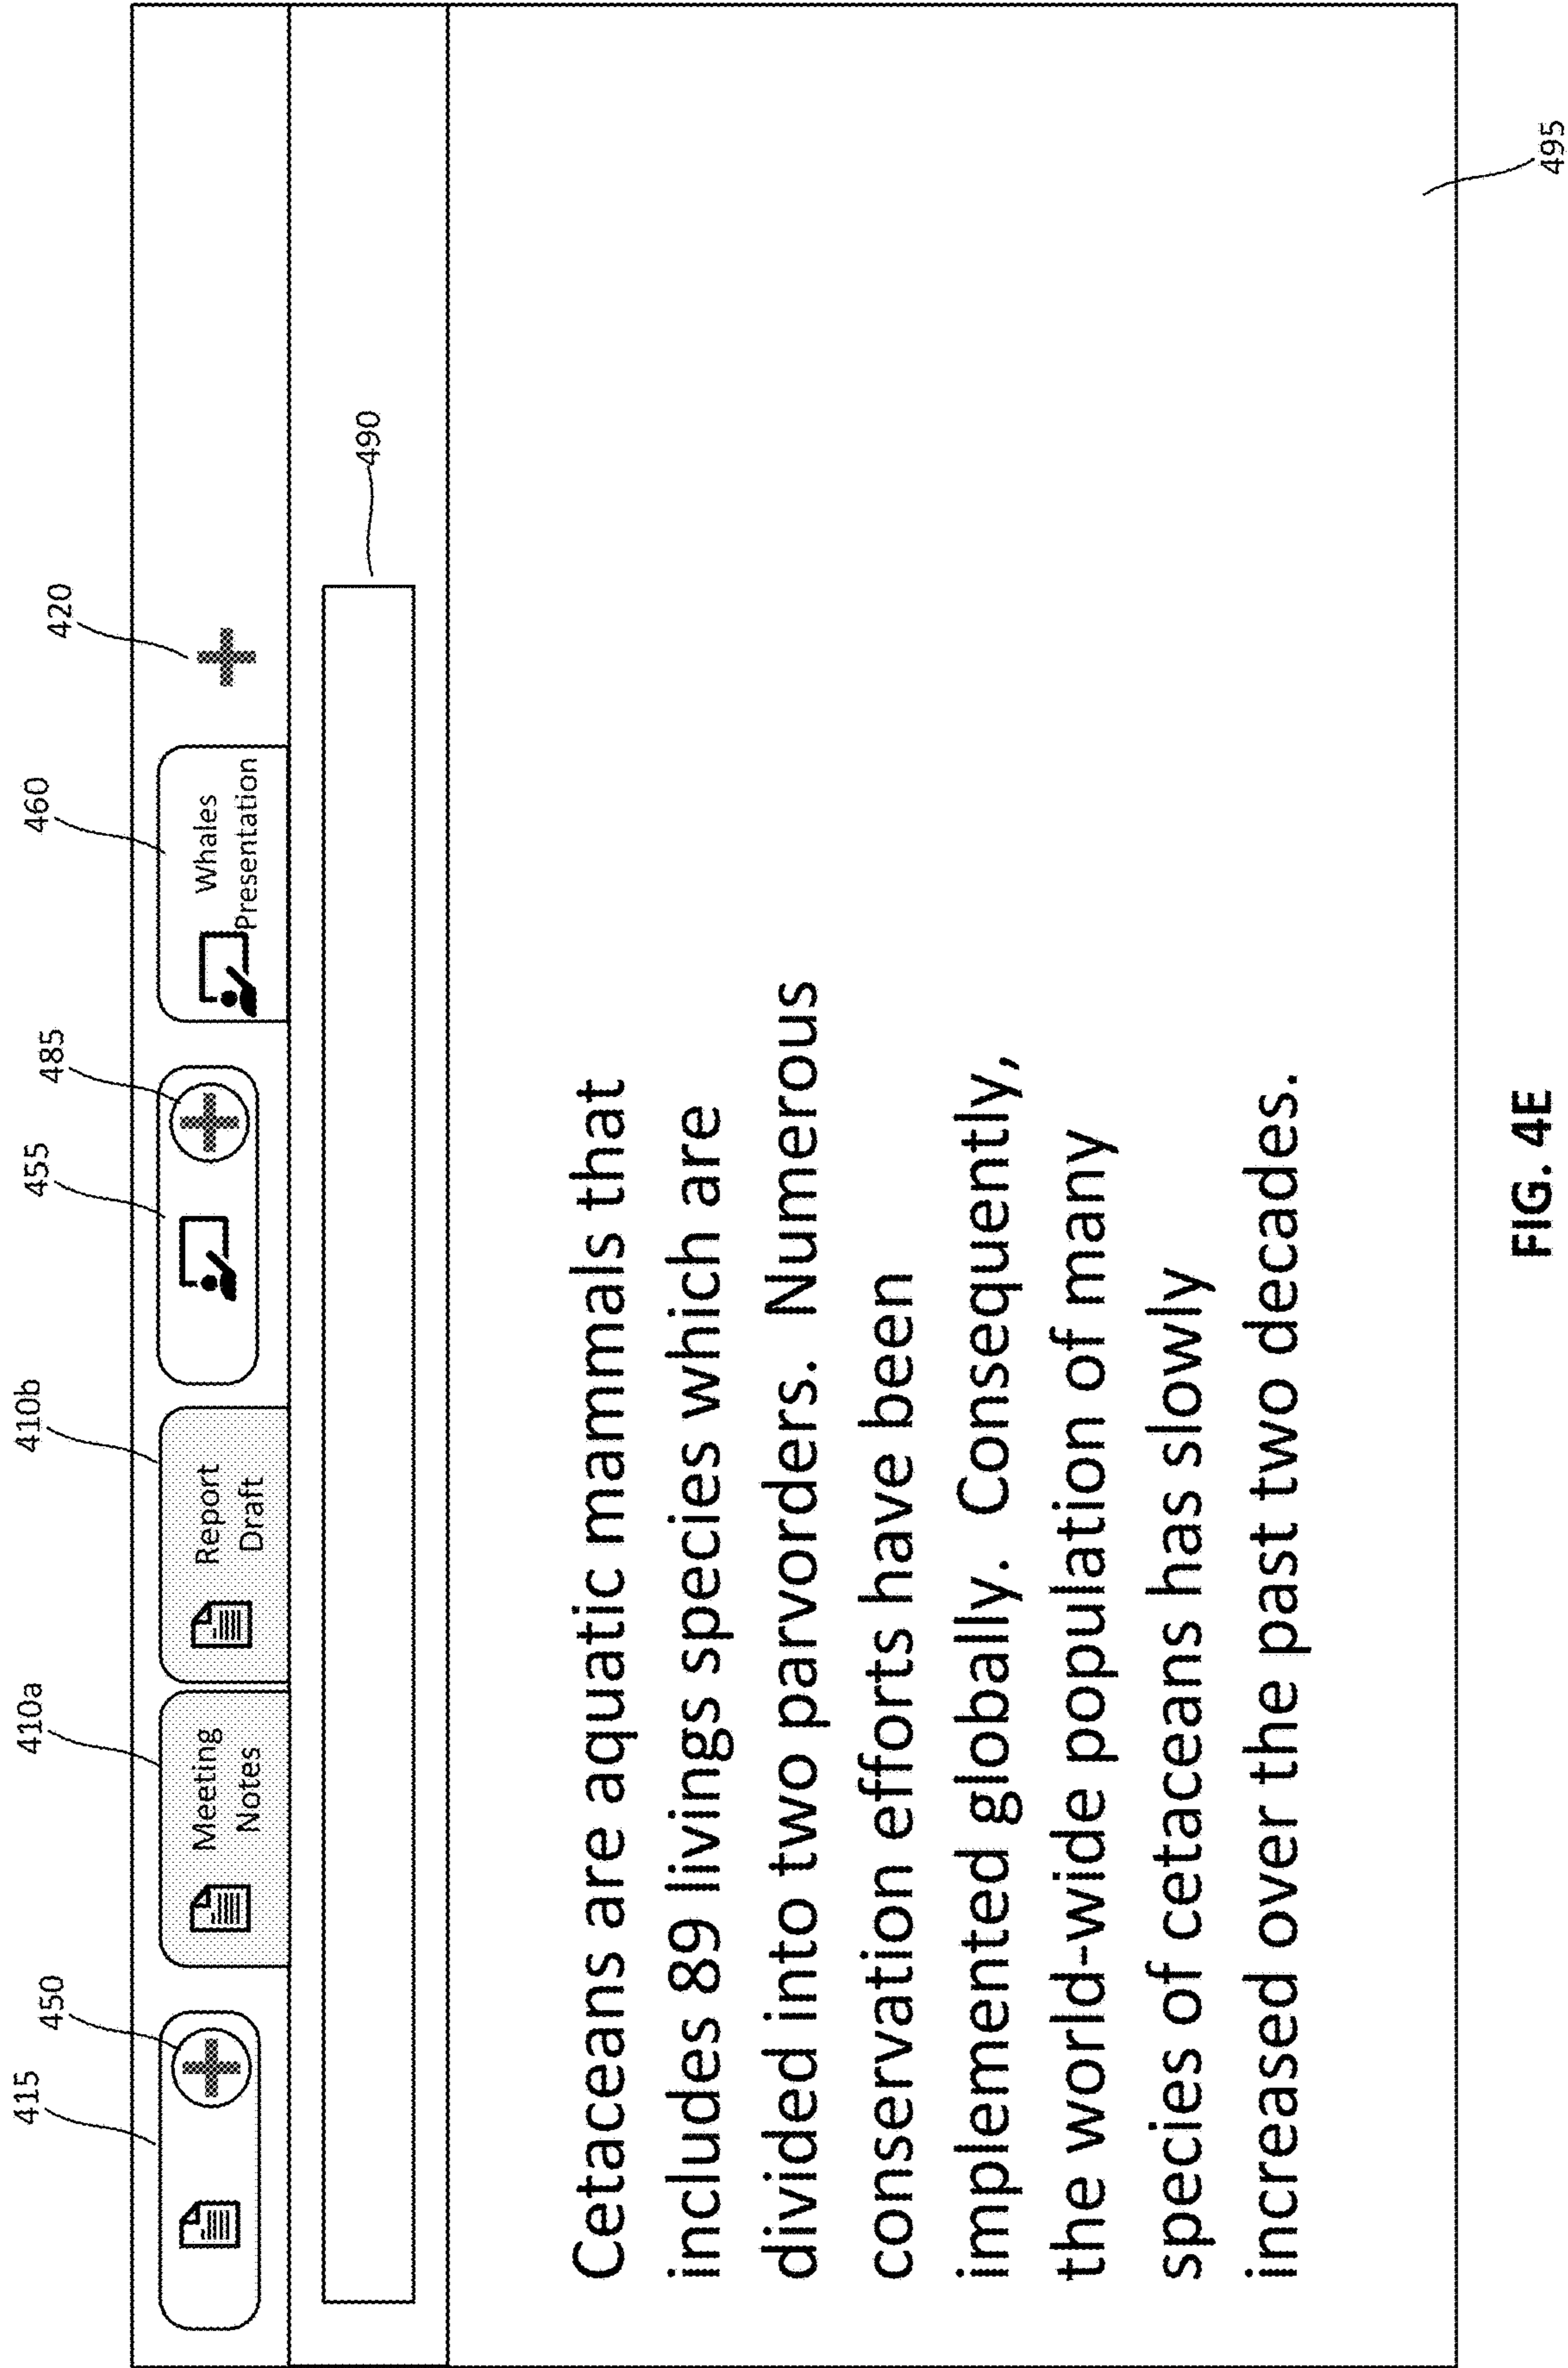 415
450
410a
410b
455
485
460
420
Meeting
Notes
Report
Draft
Whales
Presentation
490
Cetaceans are aquatic mammals that
includes 89 livings species which are
divided into two parvorders.  Numerous
conservation efforts have been
implemented globally.  Consequently,
the world-wide population of many
species of cetaceans has slowly
increased over the past two decades.
495
FIG. 4E